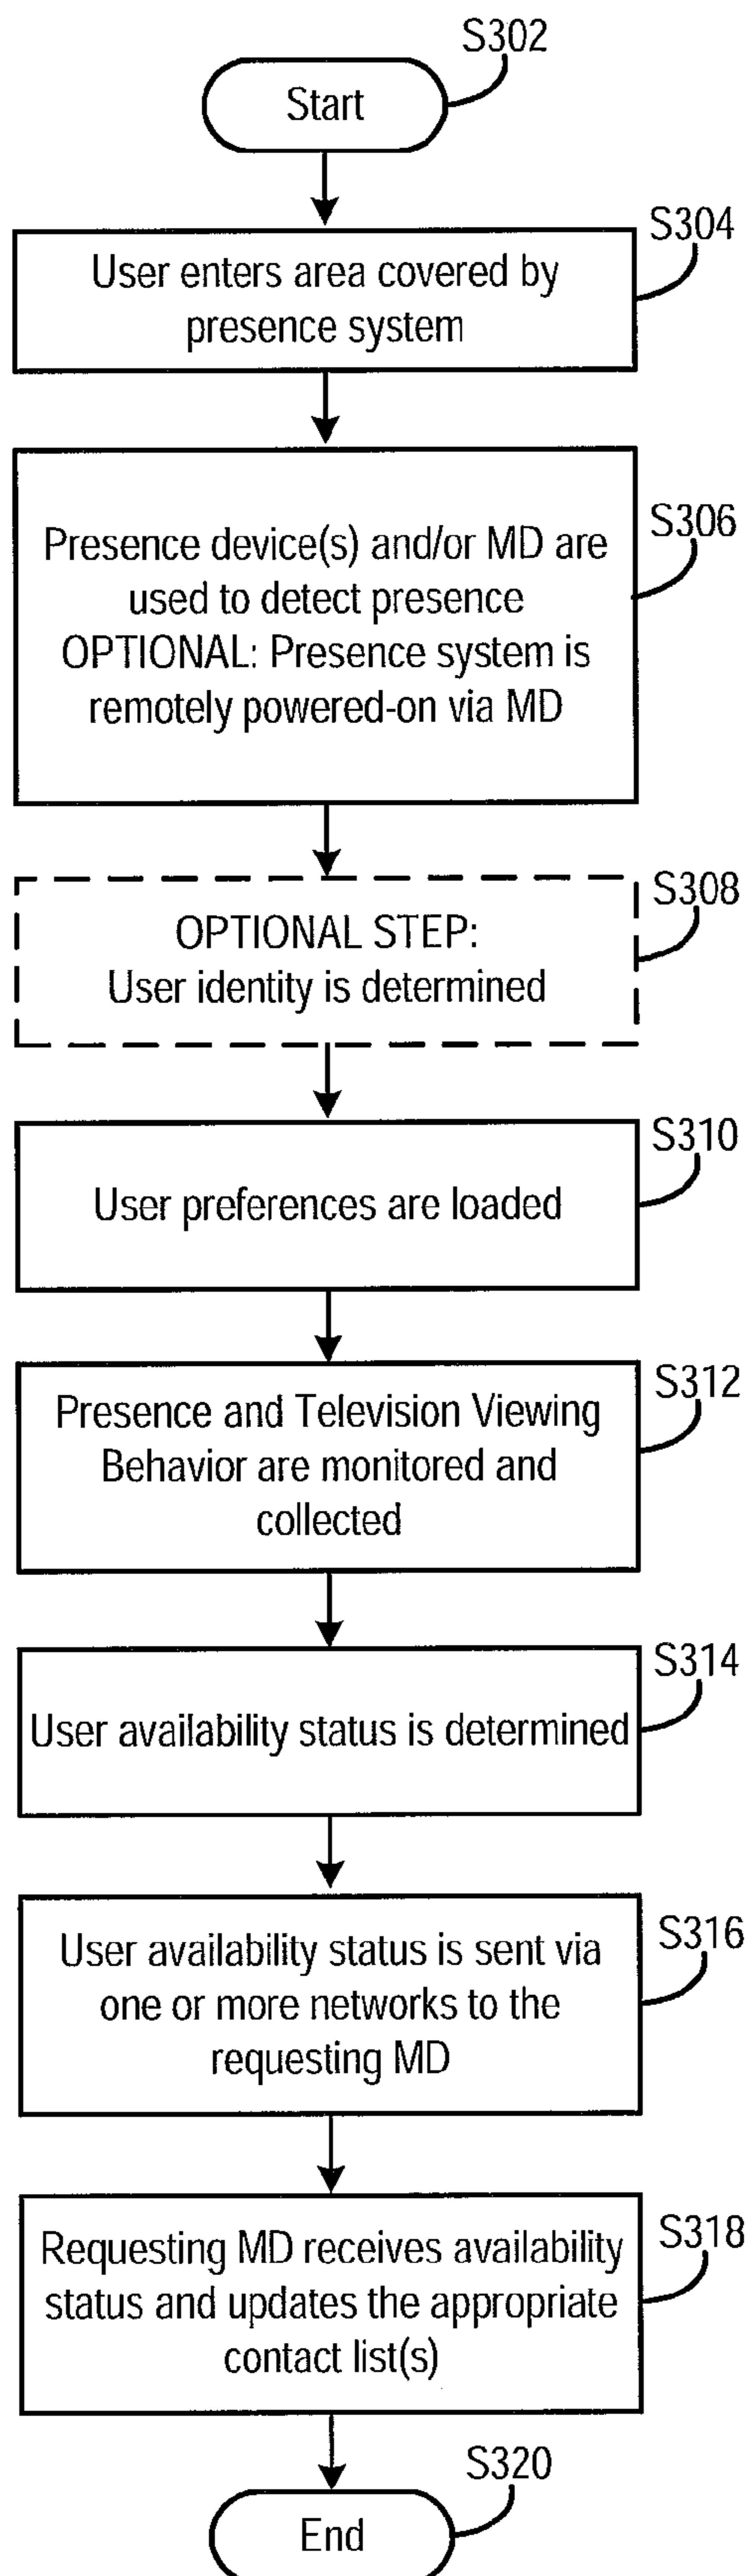 S302
Start
S304
User enters area covered by
presence system
S306
Presence device(s) and/or MD are
used to detect presence
OPTIONAL: Presence system is
remotely powered-on via MD
S308
OPTIONAL STEP:
User identity is determined
S310
User preferences are loaded
S312
Presence and Television Viewing
Behavior are monitored and
collected
S314
User availability status is determined
S316
User availability status is sent via
one or more networks to the
requesting MD
S318
Requesting MD receives availability
status and updates the appropriate
contact list(s)
S320
End